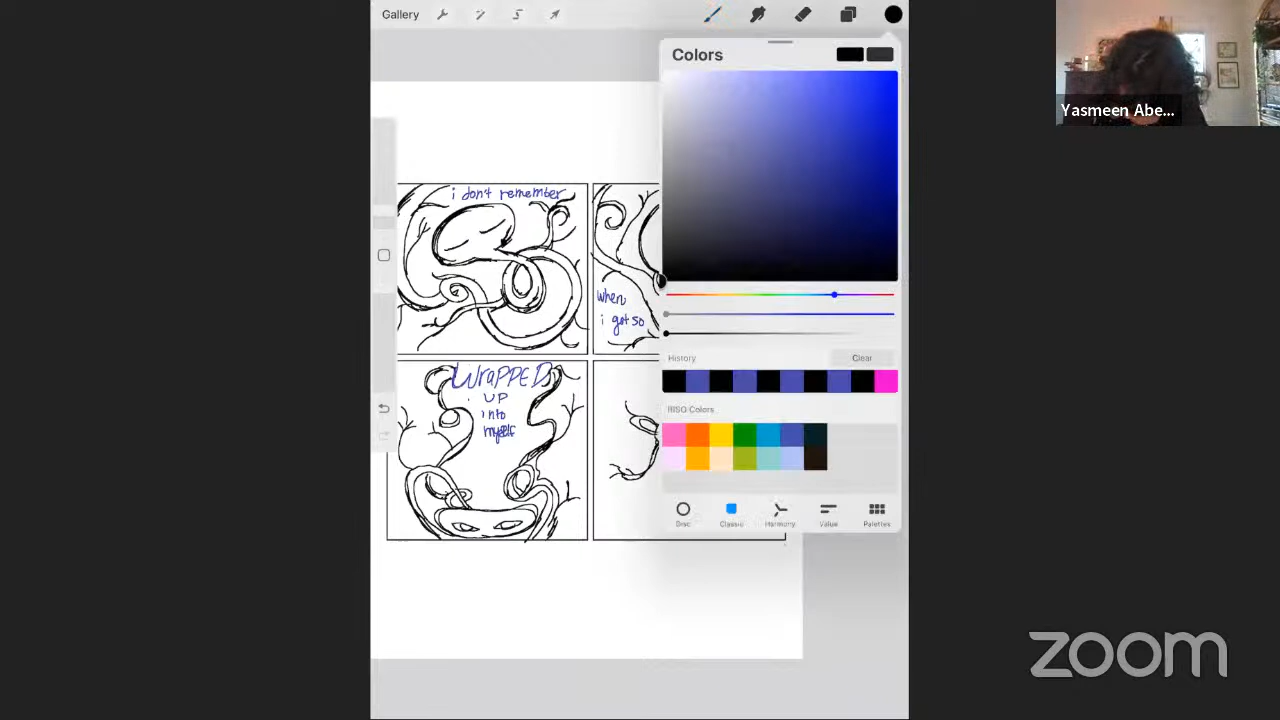 Gallery
Colors
Yasmeen Abe...
i don't remember
when
i got so
WRAPPED
UP
into
myself
History
Clear
RISO Colors
Disc
Classic
Harmony
Value
Palettes
zoom